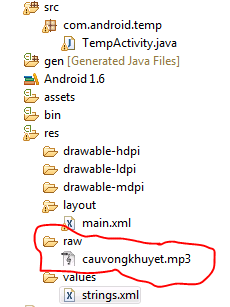 src
com.android.temp
TempActivity.java
gen [Generated Java Files]
Android 1.6
assets
bin
res
drawable-hdpi
drawable-ldpi
drawable-mdpi
layout
main.xml
raw
cauvongkhuyet.mp3
values
strings.xml